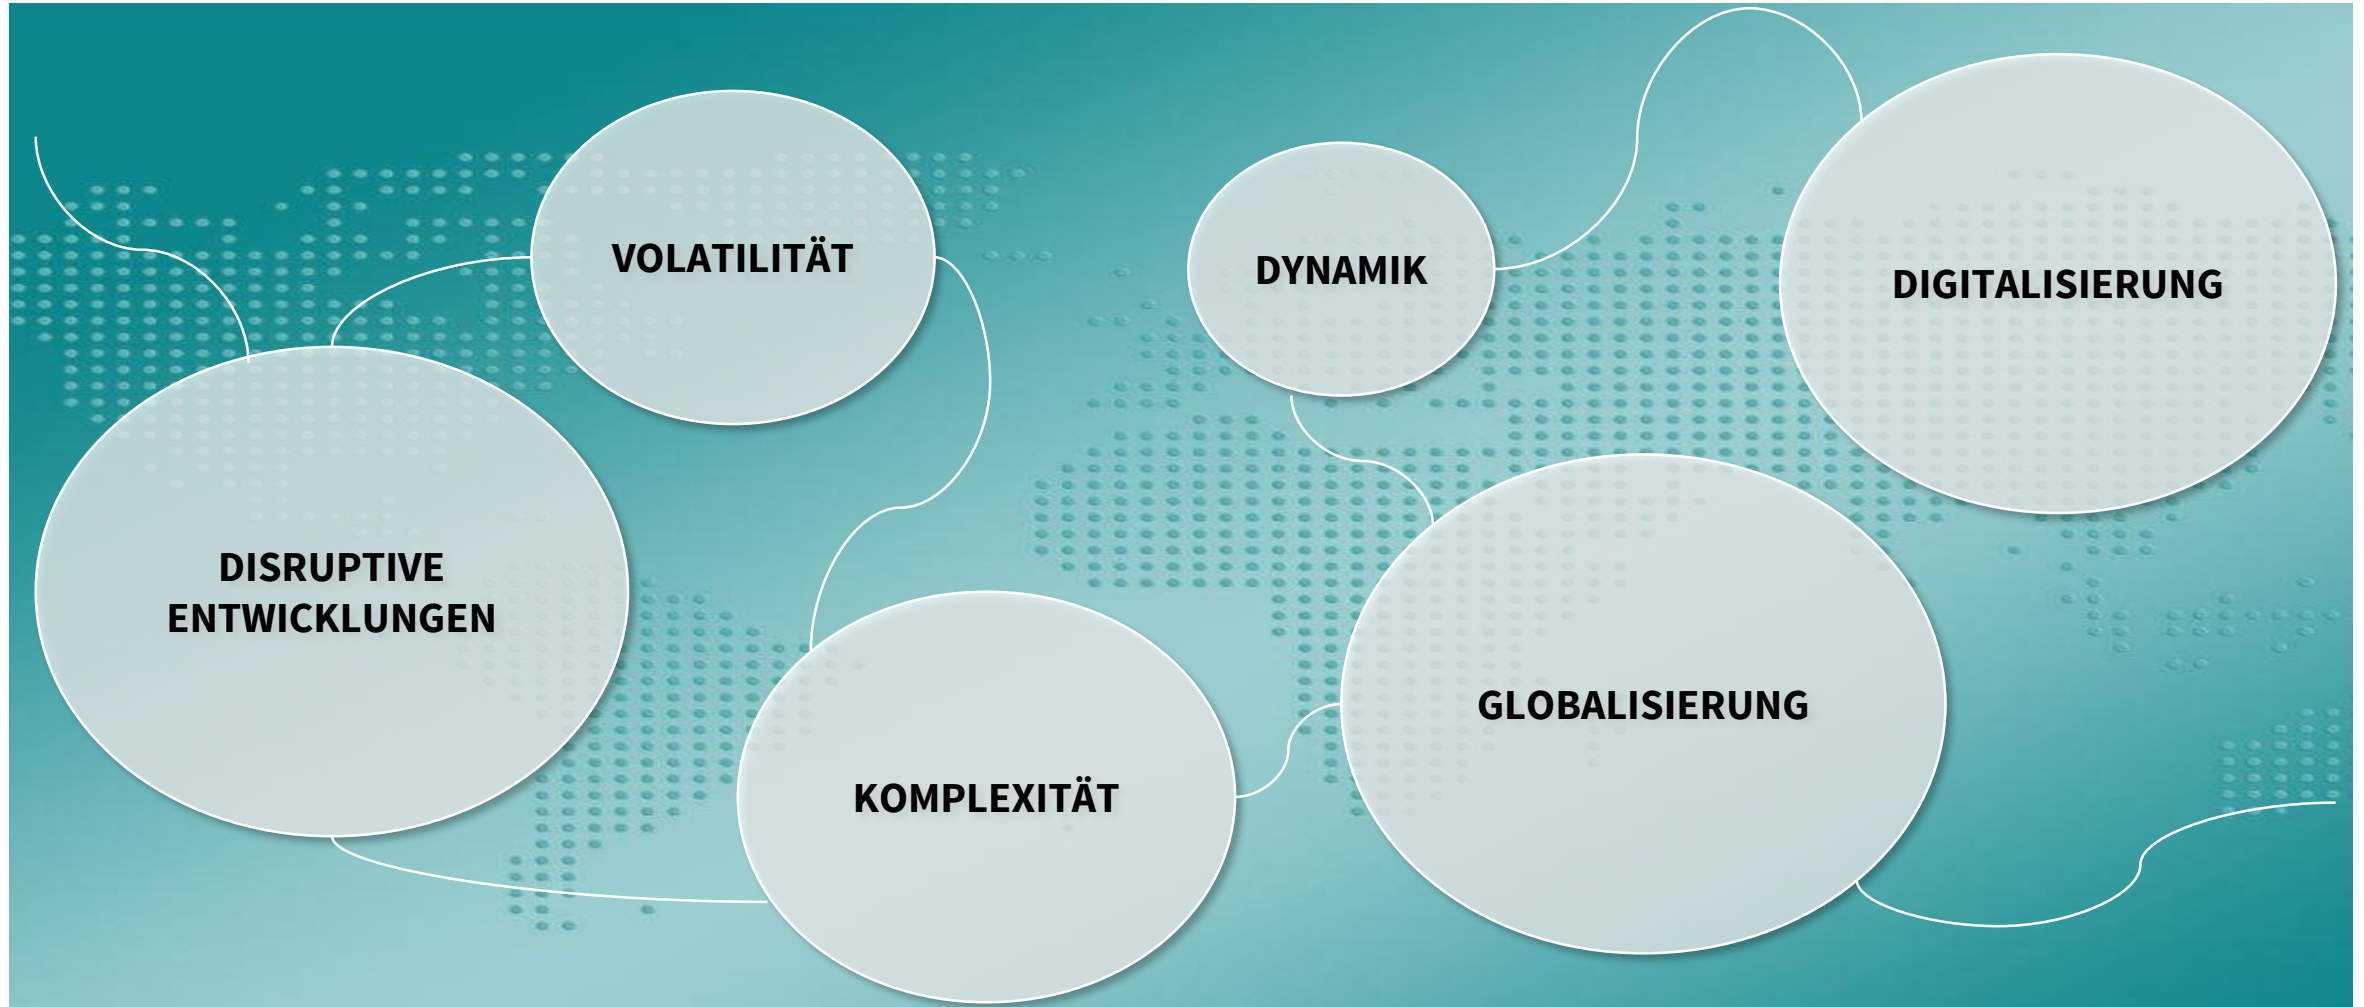 VOLATILITÄT
DYNAMIK
DIGITALISIERUNG
DISRUPTIVE
ENTWICKLUNGEN
GLOBALISIERUNG
KOMPLEXITÄT